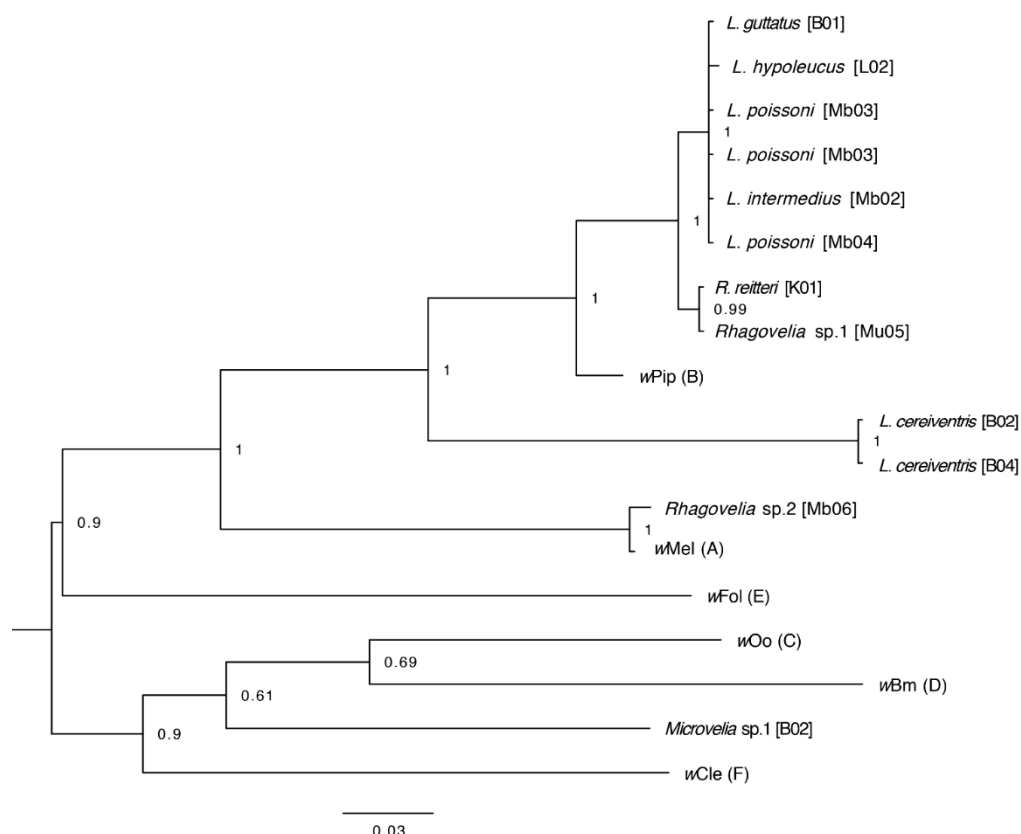 L. guttatus [B01]
L. hypoleucus [L02]
L. poissoni [Mb03]
1
L. poissoni [Mb03]
L. intermedius [Mb02]
1
L. poissoni [Mb04]
R. reitteri [K01]
1
0.99
Rhagovelia sp.1 [Mu05]
1
wPip (B)
L. cereiventris [B02]
1
1
L. cereiventris [B04]
Rhagovelia sp.2 [Mb06]
0.9
1
wMel (A)
wFol (E)
wOo (C)
0.69
wBm (D)
0.61
Microvelia sp.1 [B02]
0.9
wCle (F)
0.03